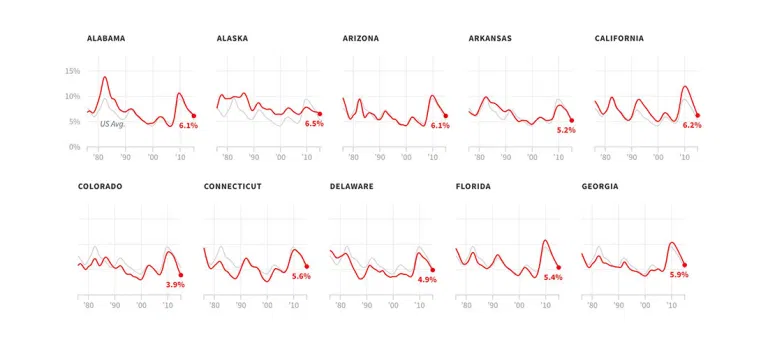 ALABAMA ALASKA ARIZONA ARKANSAS CALIFORNIA
15%
10%
5%
0%
US Avg.
6.1% 6.5% 6.1% 5.2% 6.2%
'80 '90 '00 '10 '80 '90 '00 '10 '80 '90 '00 '10 '80 '90 '00 '10 '80 '90 '00 '10
COLORADO CONNECTICUT DELAWARE FLORIDA GEORGIA
3.9% 5.6% 4.9% 5.4% 5.9%
'80 '90 '00 '10 '80 '90 '00 '10 '80 '90 '00 '10 '80 '90 '00 '10 '80 '90 '00 '10